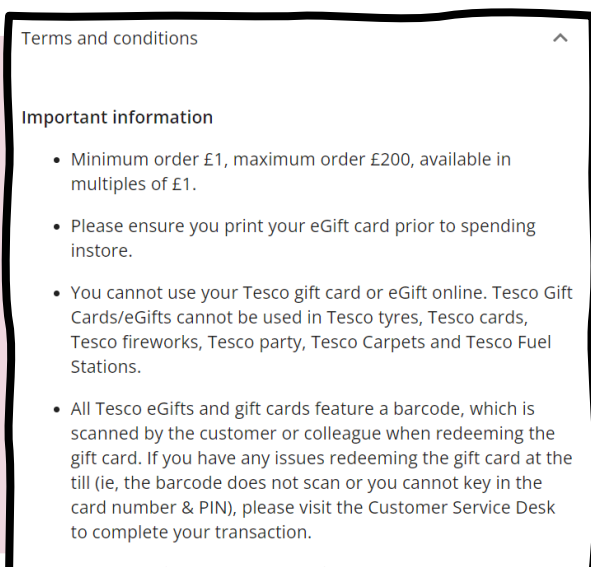 Terms and conditions
Important information
• Minimum order £1, maximum order £200, available in
multiples of £1.
• Please ensure you print your eGift card prior to spending
instore.
• You cannot use your Tesco gift card or eGift online. Tesco Gift
Cards/eGifts cannot be used in Tesco tyres, Tesco cards,
Tesco fireworks, Tesco party, Tesco Carpets and Tesco Fuel
Stations.
• All Tesco eGifts and gift cards feature a barcode, which is
scanned by the customer or colleague when redeeming the
gift card. If you have any issues redeeming the gift card at the
till (ie, the barcode does not scan or you cannot key in the
card number & PIN), please visit the Customer Service Desk
to complete your transaction.